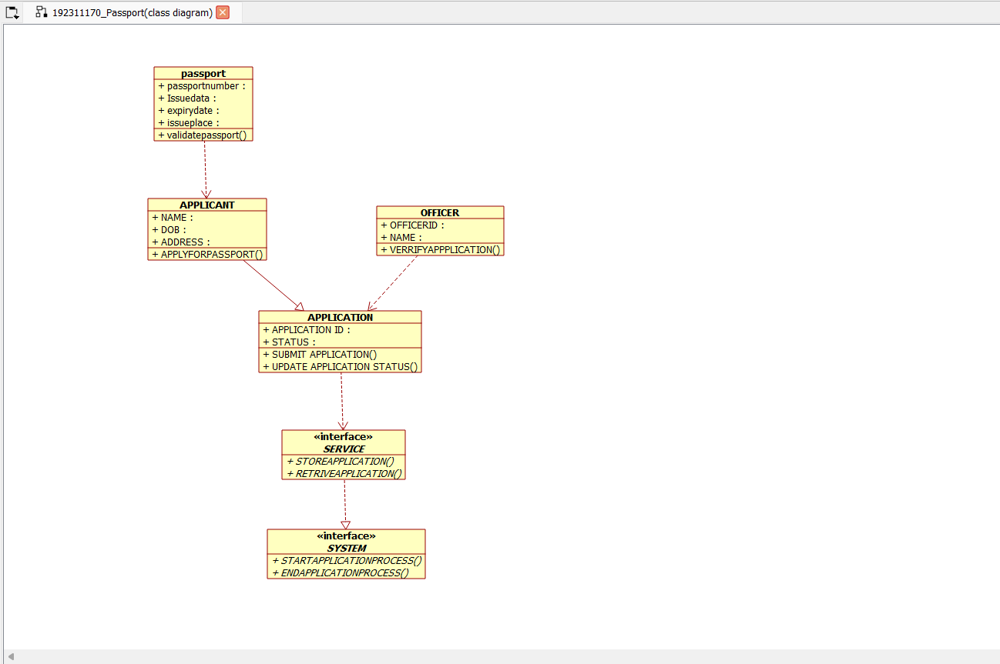 192311170_Passport(class diagram)
passport
+ passportnumber :
+ Issuedata :
+ expirydate :
+ issueplace :
+ validatepassport()
APPLICANT
+ NAME :
+ DOB :
+ ADDRESS :
+ APPLYFORPASSPORT()
OFFICER
+ OFFICERID :
+ NAME :
+ VERRIFYAPPPLICATION()
APPLICATION
+ APPLICATION ID :
+ STATUS :
+ SUBMIT APPLICATION()
+ UPDATE APPLICATION STATUS()
«interface»
SERVICE
+ STOREAPPLICATION()
+ RETRIVEAPPLICATION()
«interface»
SYSTEM
+ STARTAPPLICATIONPROCESS()
+ ENDAPPLICATIONPROCESS()